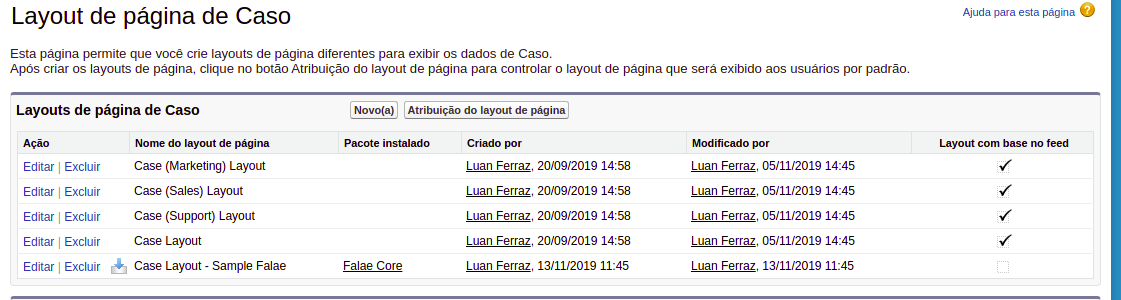 Layout de página de Caso
Ajuda para esta página ?
Esta página permite que você crie layouts de página diferentes para exibir os dados de Caso.
Após criar os layouts de página, clique no botão Atribuição do layout de página para controlar o layout de página que será exibido aos usuários por padrão.
Layouts de página de Caso Novo(a) Atribuição do layout de página
Ação Nome do layout de página Pacote instalado Criado por Modificado por Layout com base no feed
Editar | Excluir Case (Marketing) Layout Luan Ferraz, 20/09/2019 14:58 Luan Ferraz, 05/11/2019 14:45
Editar | Excluir Case (Sales) Layout Luan Ferraz, 20/09/2019 14:58 Luan Ferraz, 05/11/2019 14:45
Editar | Excluir Case (Support) Layout Luan Ferraz, 20/09/2019 14:58 Luan Ferraz, 05/11/2019 14:45
Editar | Excluir Case Layout Luan Ferraz, 20/09/2019 14:58 Luan Ferraz, 05/11/2019 14:45
Editar | Excluir Case Layout - Sample Falae Falae Core Luan Ferraz, 13/11/2019 11:45 Luan Ferraz, 13/11/2019 11:45